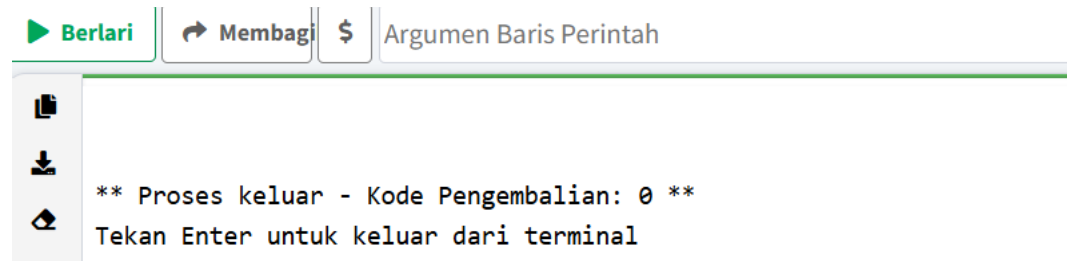 Berlari Membagi $ Argumen Baris Perintah
** Proses keluar - Kode Pengembalian: 0 **
Tekan Enter untuk keluar dari terminal